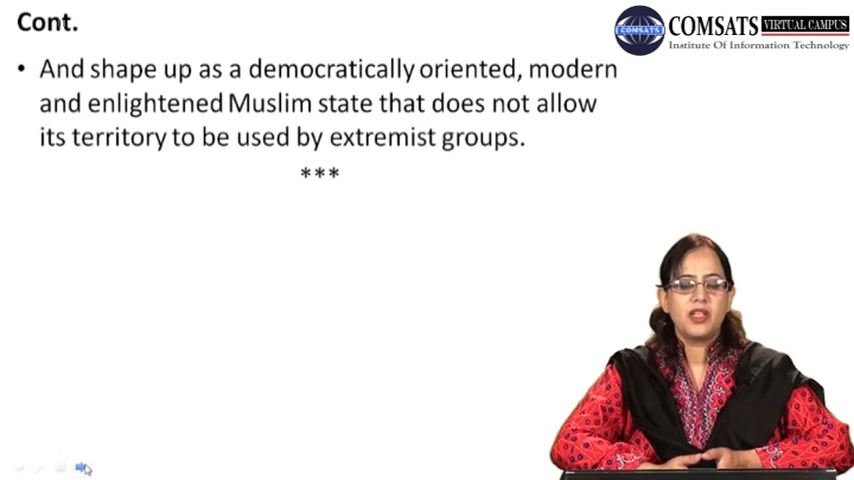 Cont.
COMSATS VIRTUAL CAMPUS
Institute Of Information Technology
• And shape up as a democratically oriented, modern
and enlightened Muslim state that does not allow
its territory to be used by extremist groups.
***
COMSATS